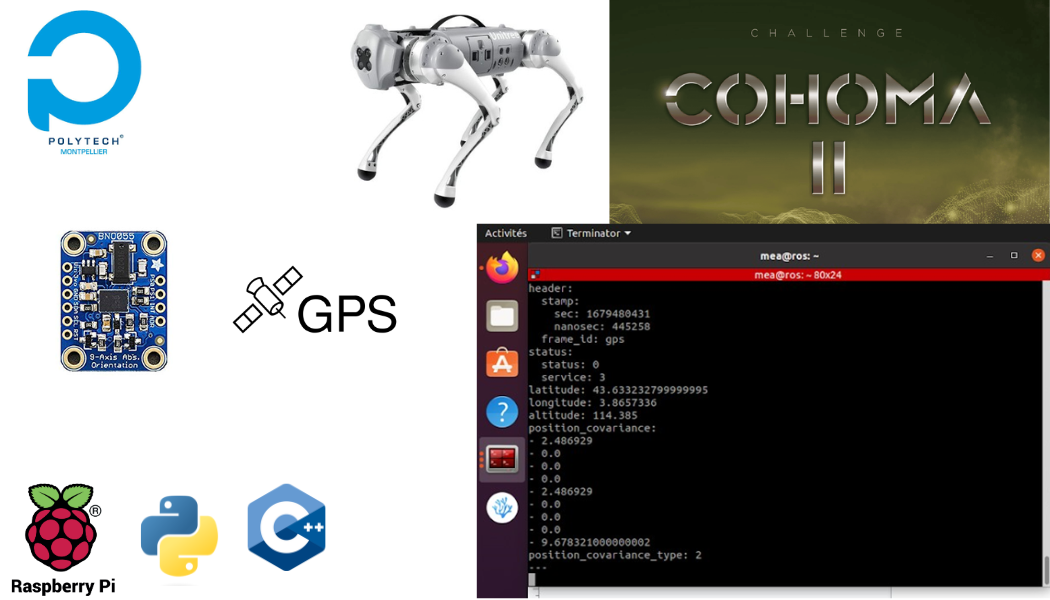 POLYTECH®
MONTPELLIER
Unitree
CHALLENGE
COHOMA
II
BNO055
9-Axis Abs.
Orientation
GPS
Activités
Terminator
mea@ros: ~
mea@ros: ~ 80x24
header:
stamp:
sec: 1679480431
nanosec: 445258
frame_id: gps
status:
status: 0
service: 3
latitude: 43.633232799999995
longitude: 3.8657336
altitude: 114.385
position_covariance:
- 2.486929
- 0.0
- 0.0
- 0.0
- 2.486929
- 0.0
- 0.0
- 0.0
- 9.678321000000002
position_covariance_type: 2
---
®
Raspberry Pi
C++